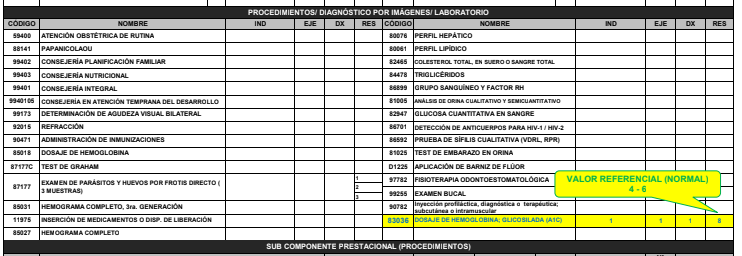 PROCEDIMIENTOS/ DIAGNÓSTICO POR IMÁGENES/ LABORATORIO
CÓDIGO NOMBRE IND EJE DX RES CÓDIGO NOMBRE IND EJE DX RES
59400 ATENCIÓN OBSTÉTRICA DE RUTINA 80076 PERFIL HEPÁTICO
88141 PAPANICOLAOU 80061 PERFIL LIPÍDICO
99402 CONSEJERÍA PLANIFICACIÓN FAMILIAR 82465 COLESTEROL TOTAL, EN SUERO O SANGRE TOTAL
99403 CONSEJERÍA NUTRICIONAL 84478 TRIGLICÉRIDOS
99401 CONSEJERÍA INTEGRAL 86899 GRUPO SANGUÍNEO Y FACTOR RH
9940105 CONSEJERÍA EN ATENCIÓN TEMPRANA DEL DESARROLLO 81005 ANÁLSIS DE ORINA CUALITATIVO Y SEMICUANTITATIVO
99173 DETERMINACIÓN DE AGUDEZA VISUAL BILATERAL 82947 GLUCOSA CUANTITATIVA EN SANGRE
92015 REFRACCIÓN 86701 DETECCIÓN DE ANTICUERPOS PARA HIV-1 / HIV-2
90471 ADMINISTRACIÓN DE INMUNIZACIONES 86592 PRUEBA DE SÍFILIS CUALITATIVA (VDRL, RPR)
85018 DOSAJE DE HEMOGLOBINA 81025 TEST DE EMBARAZO EN ORINA
87177C TEST DE GRAHAM D1225 APLICACIÓN DE BARNIZ DE FLÚOR
87177 EXAMEN DE PARÁSITOS Y HUEVOS POR FROTIS DIRECTO ( 3 MUESTRAS) 1 2 3 97782 FISIOTERAPIA ODONTOESTOMATOLÓGICA
99255 EXAMEN BUCAL
VALOR REFERENCIAL (NORMAL)
4 - 6
85031 HEMOGRAMA COMPLETO, 3ra. GENERACIÓN 90782 Inyección profiláctica, diagnóstica o terapéutica; subcutánea o intramuscular
11975 INSERCIÓN DE MEDICAMENTOS O DISP. DE LIBERACIÓN 83036 DOSAJE DE HEMOGLOBINA; GLICOSILADA (A1C) 1 1 1 8
85027 HEMOGRAMA COMPLETO
SUB COMPONENTE PRESTACIONAL (PROCEDIMIENTOS)